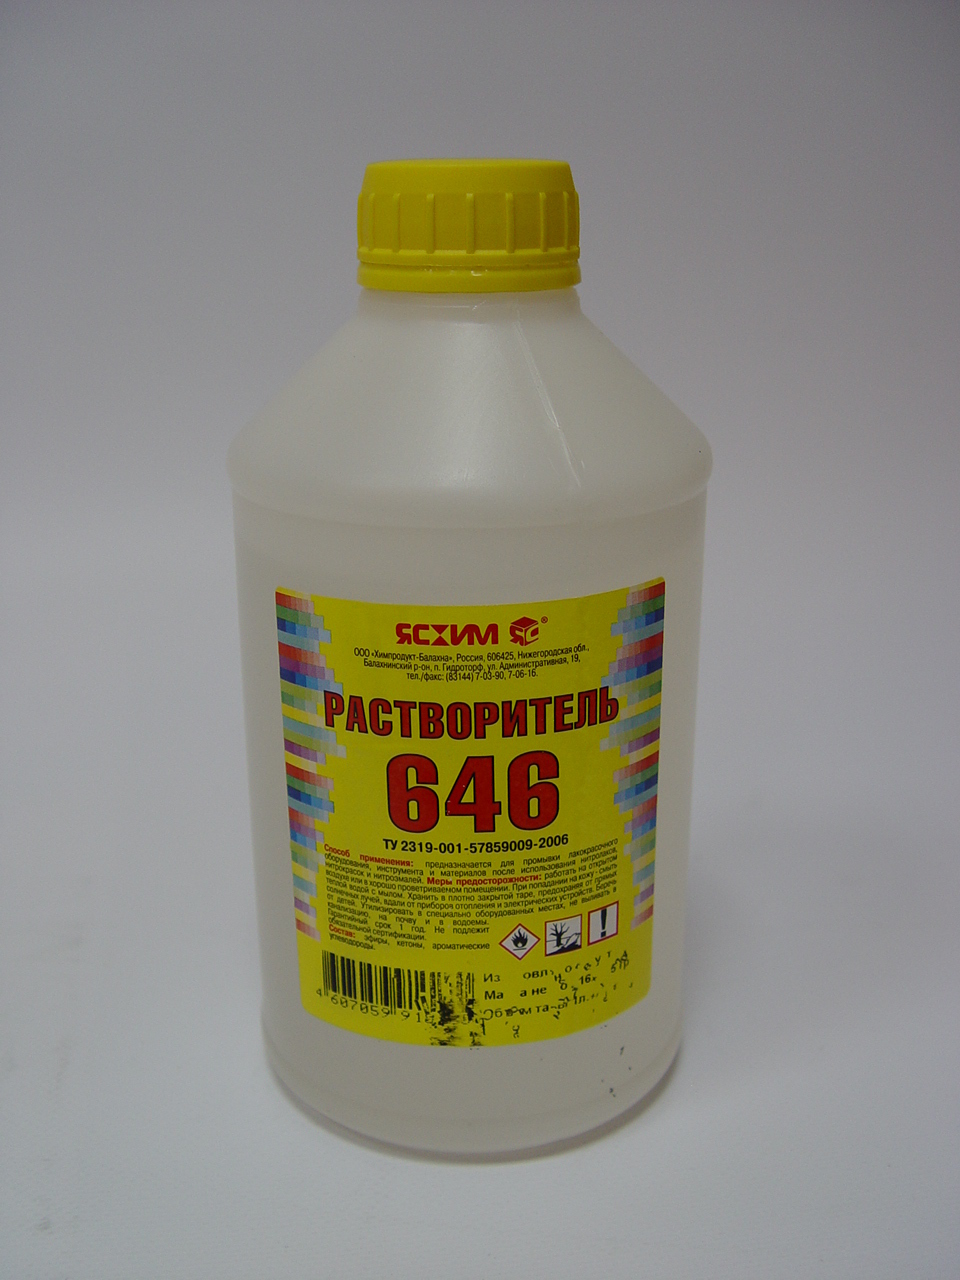 ЯСХИМ ЯС®
ООО «Химпродукт-Балахна», Россия, 606425, Нижегородская обл.,
Балахнинский р-он, п. Гидроторф, ул. Административная, 19,
тел./факс: (83144) 7-03-90, 7-06-16.
РАСТВОРИТЕЛЬ
646
ТУ 2319-001-57859009-2006
Способ применения: предназначается для промывки лакокрасочного
оборудования, инструмента и материалов после использования нитролаков,
нитрокрасок и нитроэмалей. Меры предосторожности: работать на открытом
воздухе или в хорошо проветриваемом помещении. При попадании на кожу - смыть
теплой водой с мылом. Хранить в плотно закрытой таре, предохраняя от прямых
солнечных лучей, вдали от приборов отопления и электрических устройств. Беречь
от детей. Утилизировать в специально оборудованных местах, не выливать в
канализацию, на почву и в водоемы.
Гарантийный срок 1 год. Не подлежит
обязательной сертификации.
Состав: эфиры, кетоны, ароматические
углеводороды.
4 607059 91